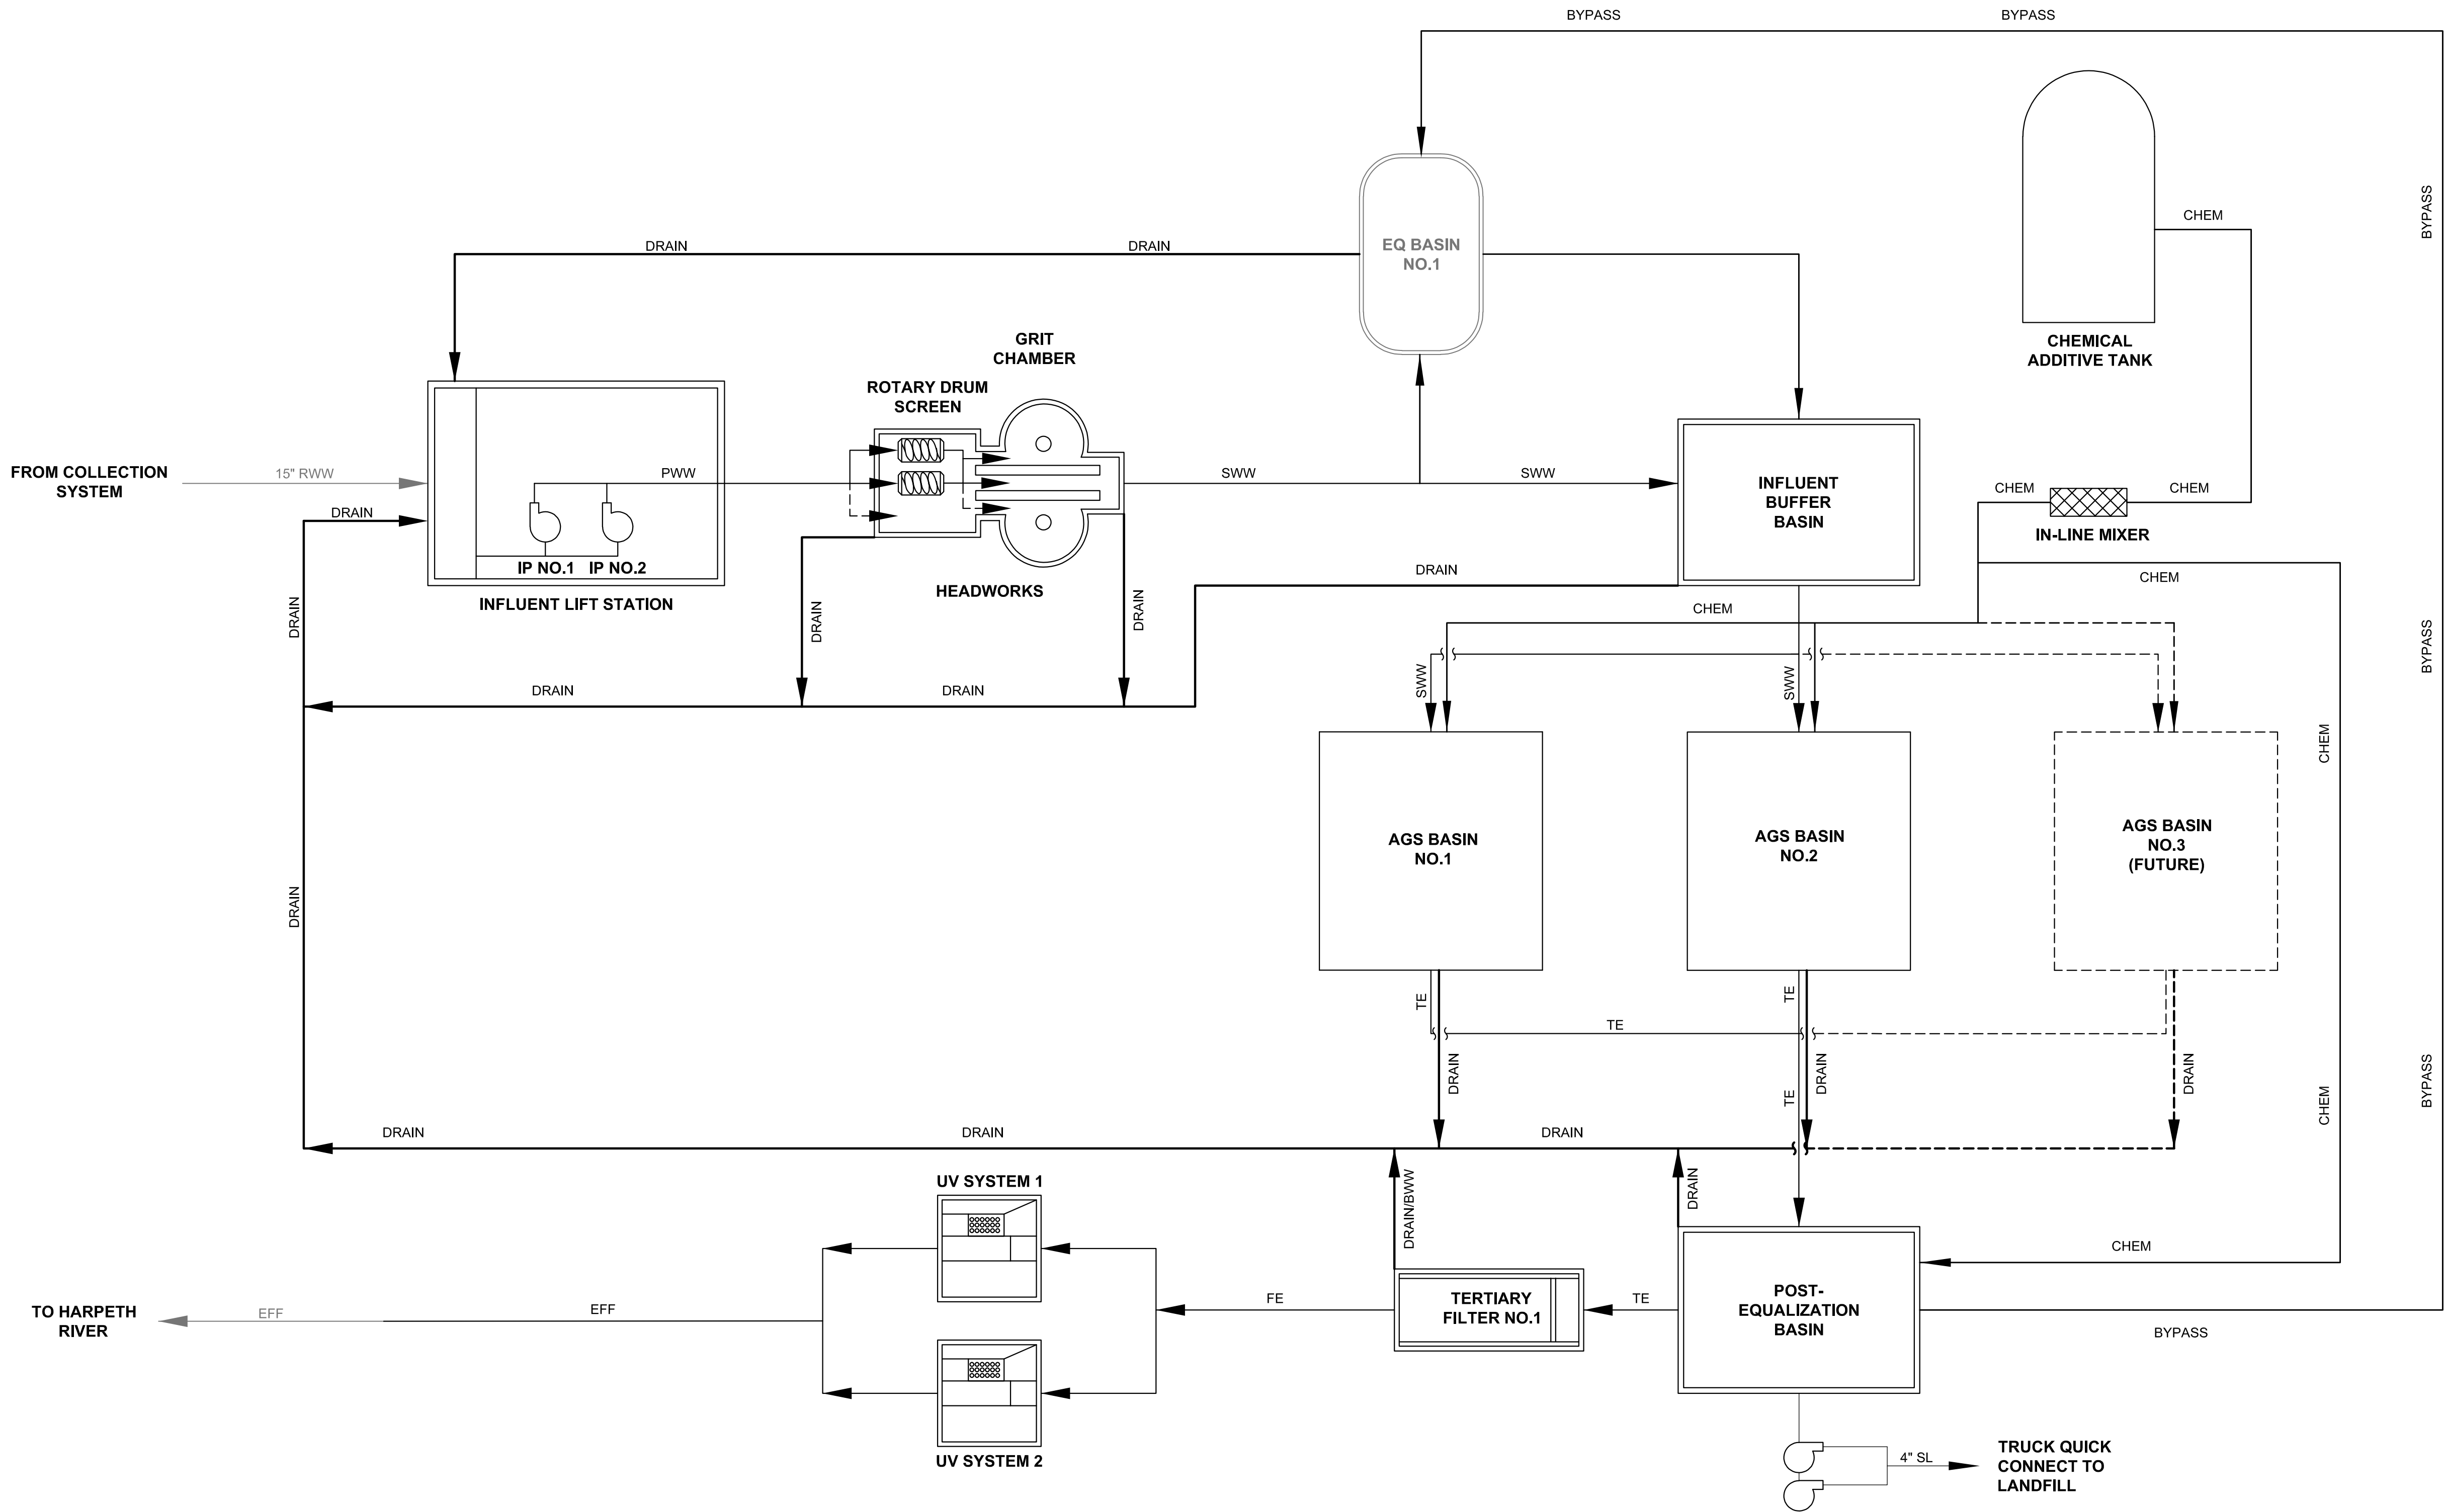 BYPASS
BYPASS
BYPASS
CHEM
DRAIN
DRAIN
EQ BASIN
NO.1
GRIT
CHAMBER
CHEMICAL
ADDITIVE TANK
ROTARY DRUM
SCREEN
FROM COLLECTION
SYSTEM
15" RWW
PWW
SWW
SWW
INFLUENT
BUFFER
BASIN
CHEM
CHEM
DRAIN
IN-LINE MIXER
IP NO.1
IP NO.2
INFLUENT LIFT STATION
HEADWORKS
DRAIN
CHEM
DRAIN
DRAIN
DRAIN
CHEM
BYPASS
DRAIN
DRAIN
SWW
SWW
CHEM
AGS BASIN
NO.1
AGS BASIN
NO.2
AGS BASIN
NO.3
(FUTURE)
DRAIN
TE
TE
TE
DRAIN
TE
DRAIN
DRAIN
CHEM
BYPASS
DRAIN
DRAIN
DRAIN
UV SYSTEM 1
DRAIN/BWW
DRAIN
CHEM
TO HARPETH
RIVER
EFF
EFF
FE
TERTIARY
FILTER NO.1
TE
POST-
EQUALIZATION
BASIN
BYPASS
UV SYSTEM 2
4" SL
TRUCK QUICK
CONNECT TO
LANDFILL